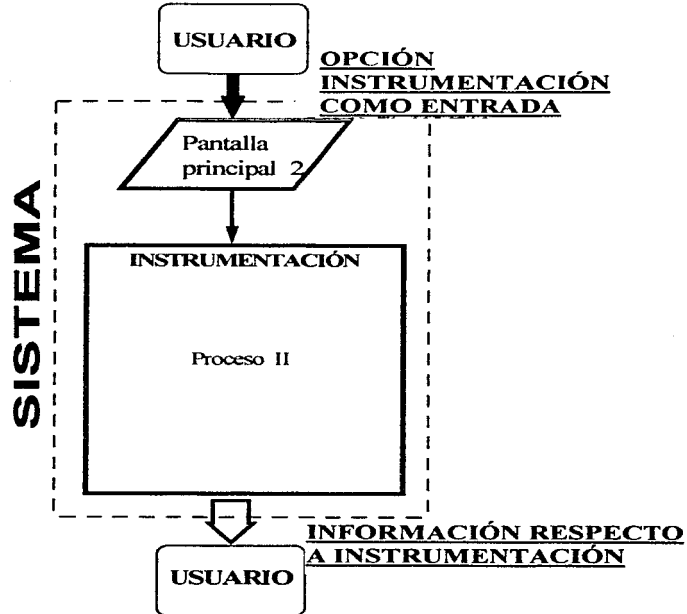 USUARIO
OPCIÓN
INSTRUMENTACIÓN
COMO ENTRADA
Pantalla
principal 2
SISTEMA
INSTRUMENTACIÓN
Proceso II
INFORMACIÓN RESPECTO
A INSTRUMENTACIÓN
USUARIO